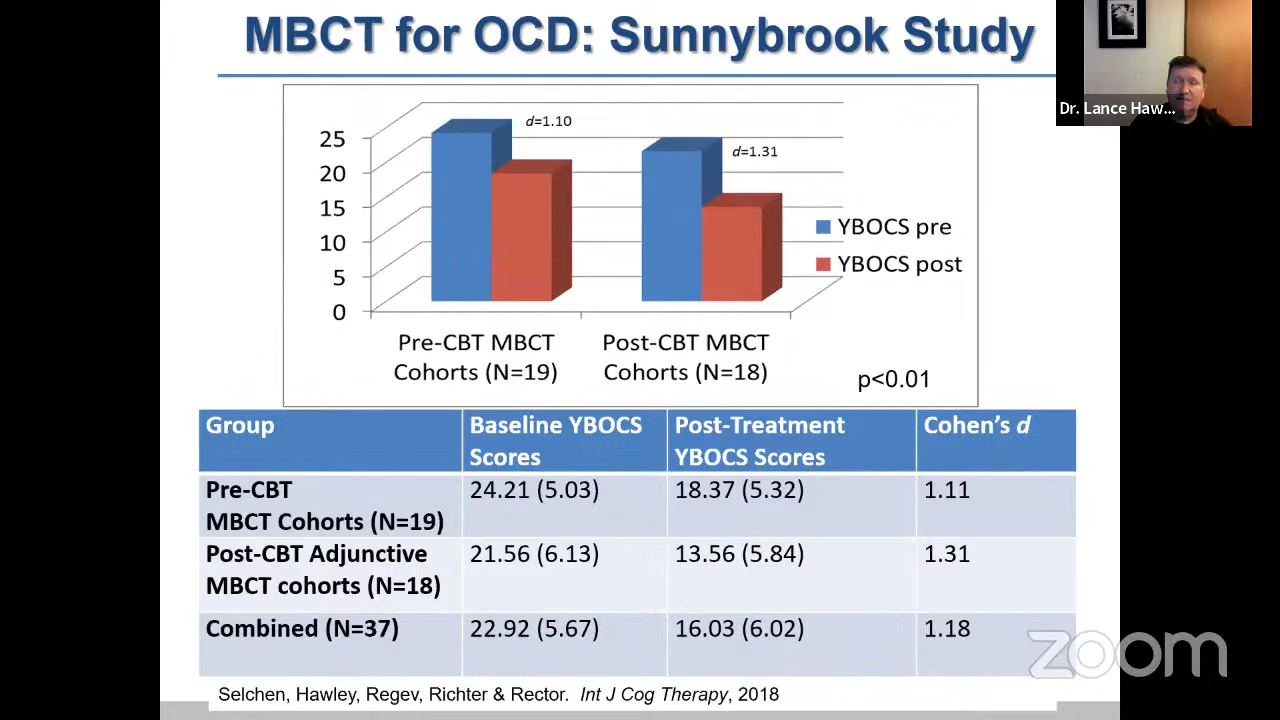 MBCT for OCD: Sunnybrook Study
Dr. Lance Haw...
d=1.10
d=1.31
25
20
15
10
5
0
YBOCS pre
YBOCS post
Pre-CBT MBCT
Cohorts (N=19)
Post-CBT MBCT
Cohorts (N=18)
p<0.01
Group
Baseline YBOCS
Scores
Post-Treatment
YBOCS Scores
Cohen's d
Pre-CBT
MBCT Cohorts (N=19)
24.21 (5.03)
18.37 (5.32)
1.11
Post-CBT Adjunctive
MBCT cohorts (N=18)
21.56 (6.13)
13.56 (5.84)
1.31
Combined (N=37)
22.92 (5.67)
16.03 (6.02)
1.18
zoom
Selchen, Hawley, Regev, Richter & Rector. Int J Cog Therapy, 2018